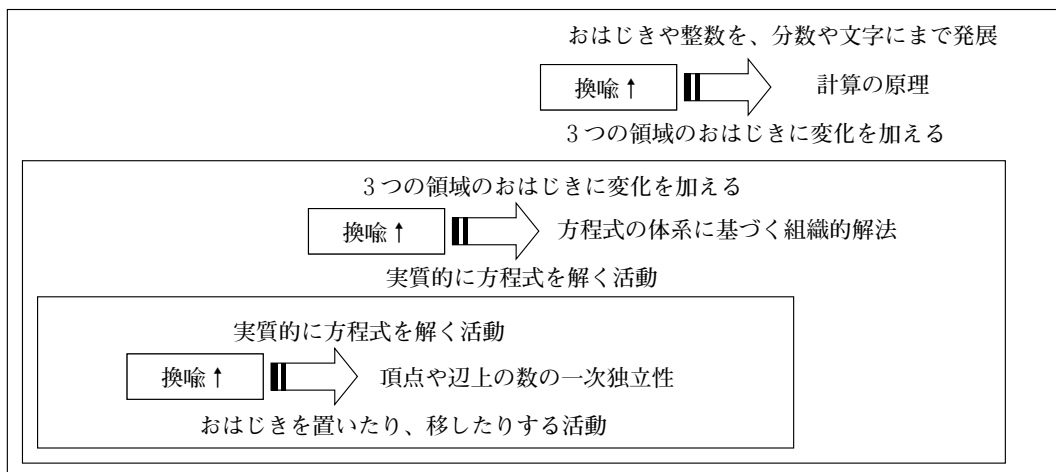 おはじきや整数を、分数や文字にまで発展
換喩↑ 計算の原理
3つの領域のおはじきに変化を加える
3つの領域のおはじきに変化を加える
換喩↑ 方程式の体系に基づく組織的解法
実質的に方程式を解く活動
実質的に方程式を解く活動
換喩↑ 頂点や辺上の数の一次独立性
おはじきを置いたり、移したりする活動